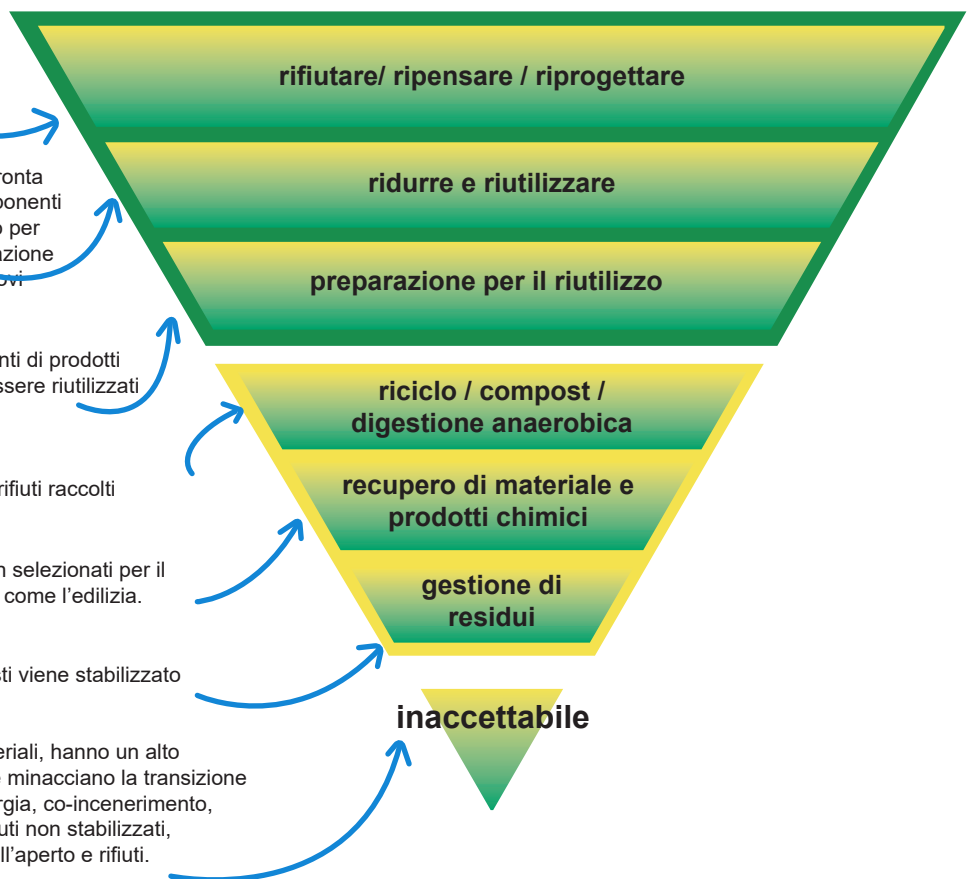 rifiutare/ ripensare / riprogettare
ridurre e riutilizzare
preparazione per il riutilizzo
riciclo / compost /
digestione anaerobica
recupero di materiale e
prodotti chimici
gestione di
residui
inaccettabile
ronta
ponenti
o per
azione
ovi
nti di prodotti
ssere riutilizzati
rifiuti raccolti
n selezionati per il
come l’edilizia.
sti viene stabilizzato
eriali, hanno un alto
e minacciano la transizione
rgia, co-incenerimento,
uti non stabilizzati,
ll’aperto e rifiuti.